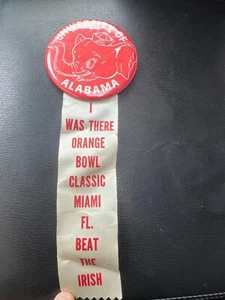 UNIVERSITY OF
ALABAMA
I
WAS THERE
ORANGE
BOWL
CLASSIC
MIAMI
FL.
BEAT
THE
IRISH